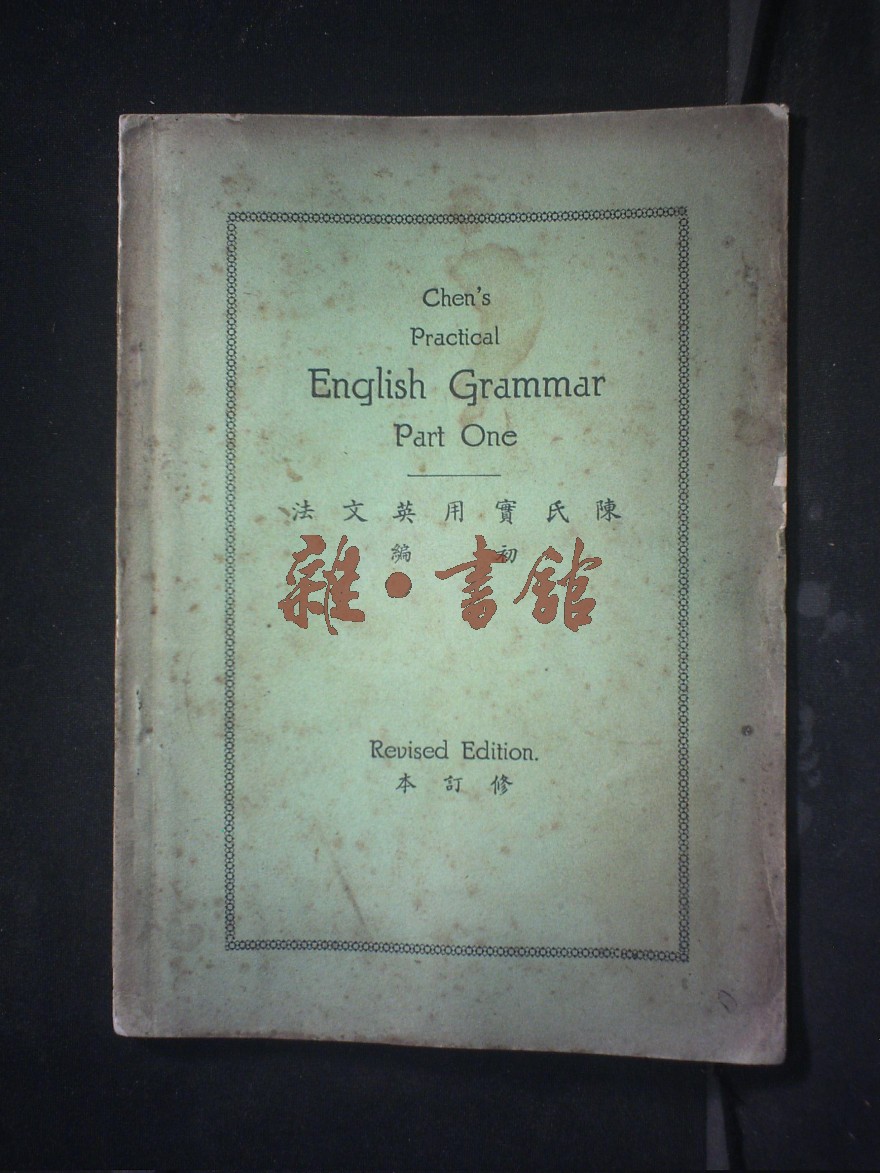 Chen's
Practical
English Grammar
Part One
陳氏實用英文法
初編
雜·書館
Revised Edition.
修訂本